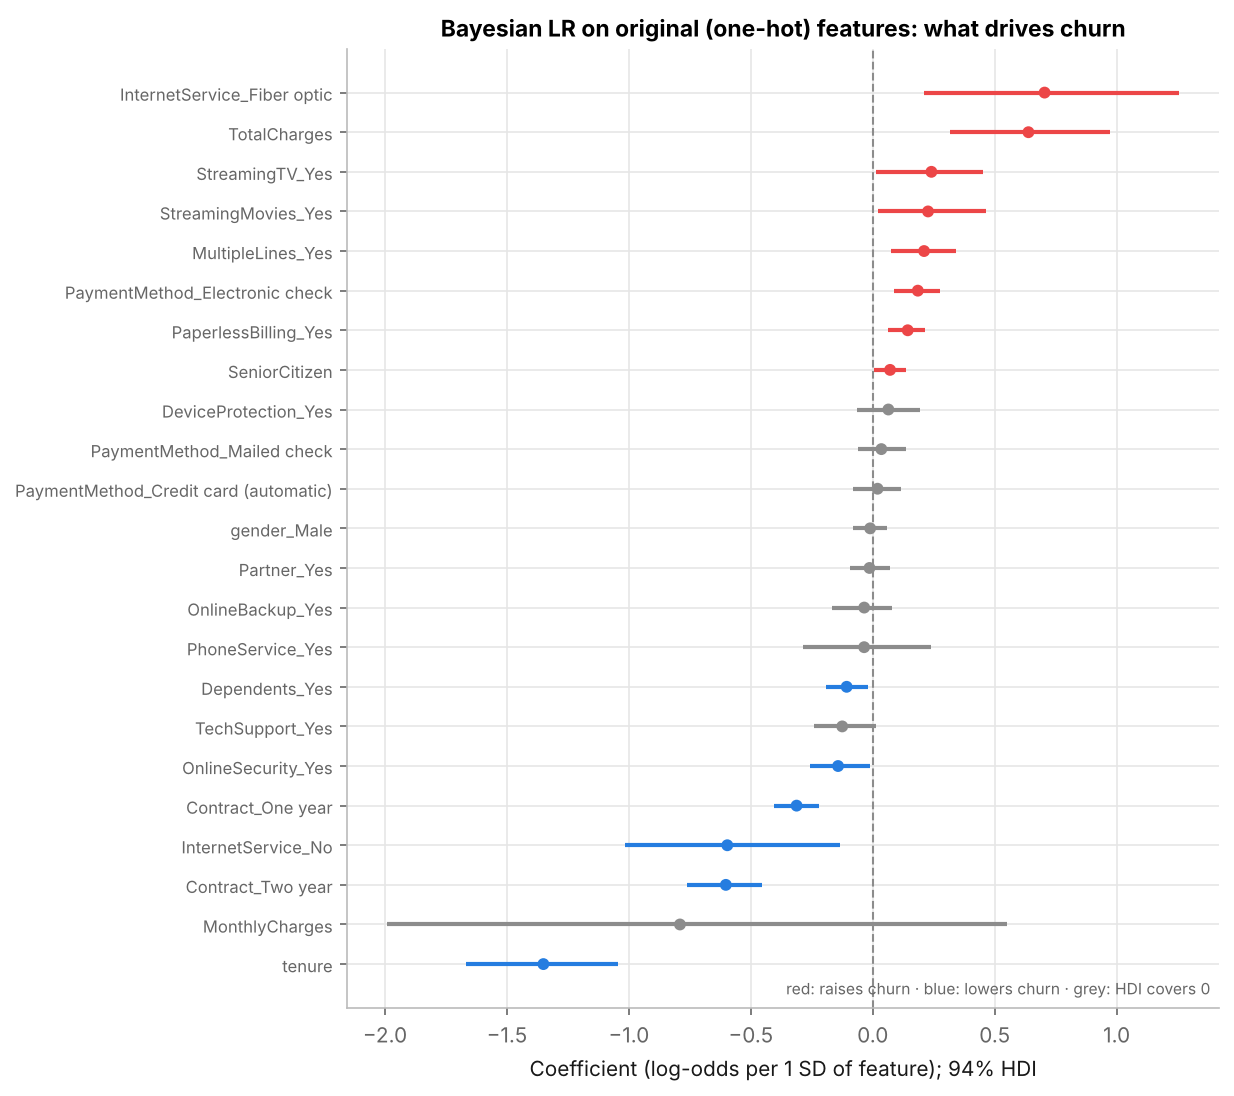 Bayesian LR on original (one-hot) features: what drives churn
InternetService_Fiber optic
TotalCharges
StreamingTV_Yes
StreamingMovies_Yes
MultipleLines_Yes
PaymentMethod_Electronic check
PaperlessBilling_Yes
SeniorCitizen
DeviceProtection_Yes
PaymentMethod_Mailed check
PaymentMethod_Credit card (automatic)
gender_Male
Partner_Yes
OnlineBackup_Yes
PhoneService_Yes
Dependents_Yes
TechSupport_Yes
OnlineSecurity_Yes
Contract_One year
InternetService_No
Contract_Two year
MonthlyCharges
tenure
red: raises churn · blue: lowers churn · grey: HDI covers 0
−2.0 −1.5 −1.0 −0.5 0.0 0.5 1.0
Coefficient (log-odds per 1 SD of feature); 94% HDI